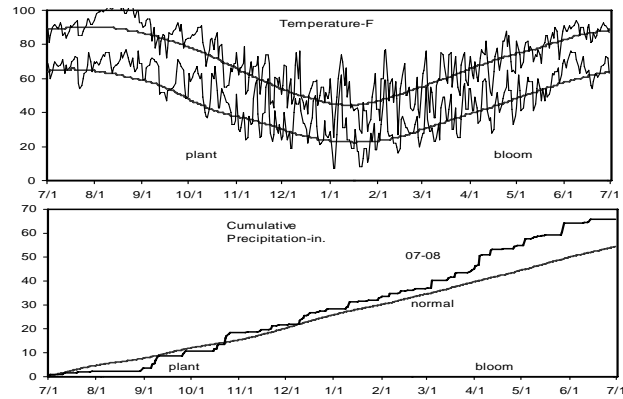 100
Temperature-F
80
60
40
20
plant
bloom
0
7/1 8/1 9/1 10/1 11/1 12/1 1/1 2/1 3/1 4/1 5/1 6/1 7/1
70
Cumulative
Precipitation-in.
60
07-08
50
40
normal
30
20
10
plant
bloom
0
7/1 8/1 9/1 10/1 11/1 12/1 1/1 2/1 3/1 4/1 5/1 6/1 7/1